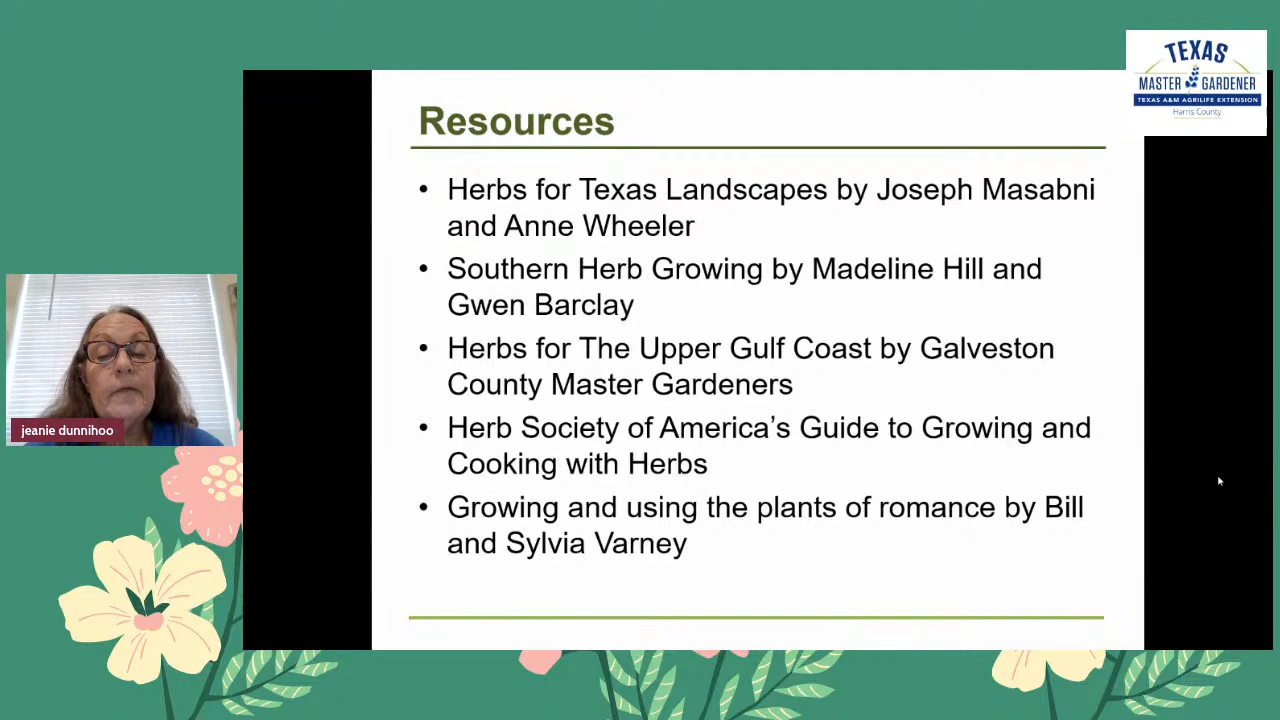 TEXAS
MASTER GARDENER
TEXAS A&M AGRILIFE EXTENSION
Harris County
Resources
• Herbs for Texas Landscapes by Joseph Masabni
and Anne Wheeler
• Southern Herb Growing by Madeline Hill and
Gwen Barclay
• Herbs for The Upper Gulf Coast by Galveston
County Master Gardeners
• Herb Society of America’s Guide to Growing and
Cooking with Herbs
• Growing and using the plants of romance by Bill
and Sylvia Varney
jeanie dunnihoo